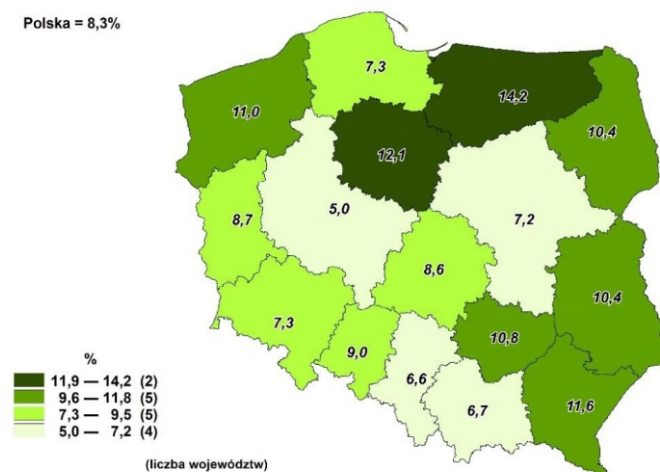 Polska = 8,3%
7,3
14,2
11,0
10,4
12,1
5,0
7,2
8,7
8,6
10,4
7,3
10,8
9,0
6,6
6,7
11,6
%
11,9 — 14,2 (2)
9,6 — 11,8 (5)
7,3 — 9,5 (5)
5,0 — 7,2 (4)
(liczba województw)